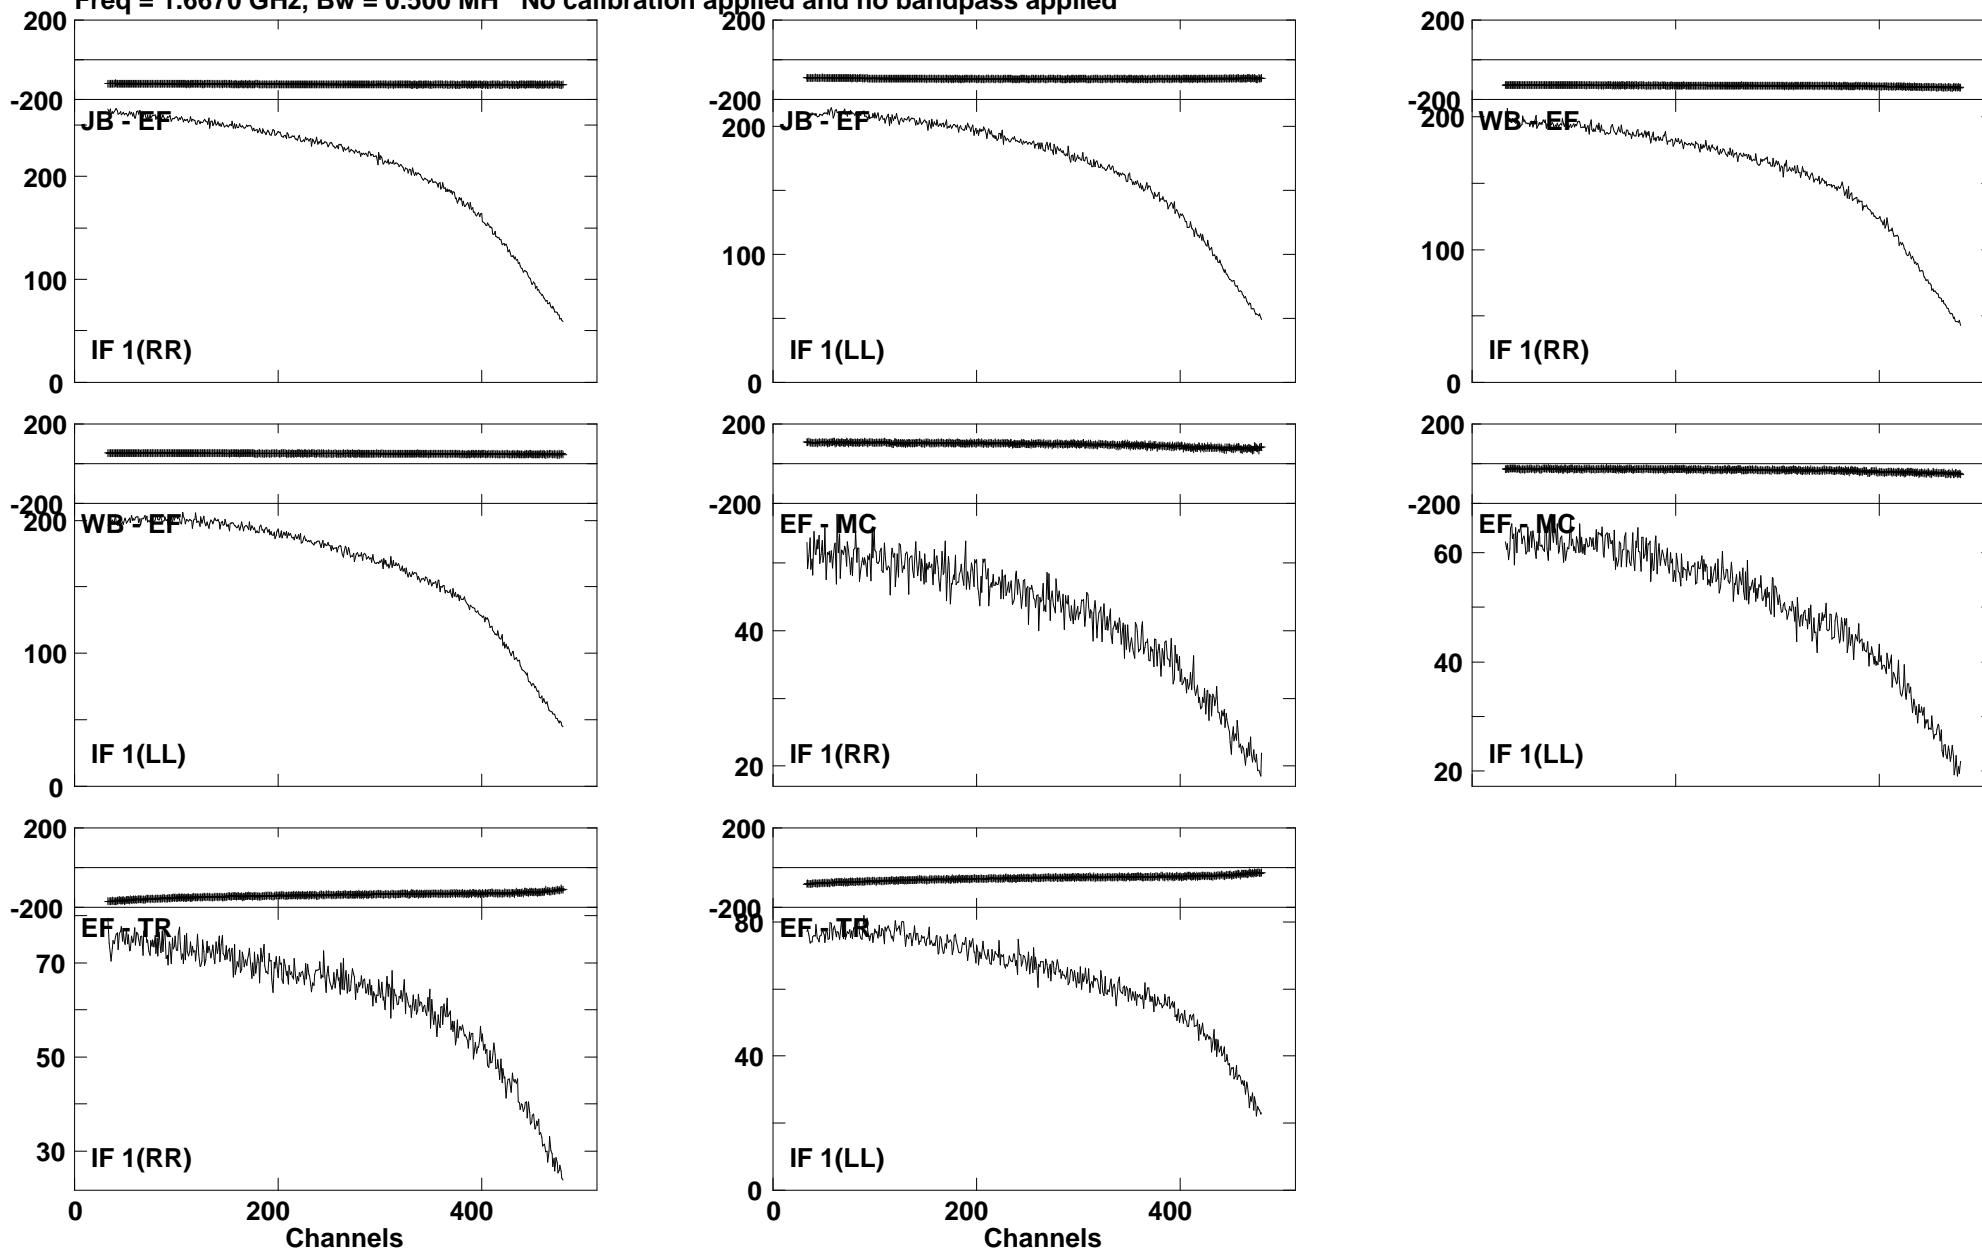 Freq = 1.6670 GHz, Bw = 0.500 MH No calibration applied and no bandpass applied
200 200 200
-200 -200 -200
JB - EF JB - EF WB - EF
200 200
200
100 100 100
IF 1(RR) IF 1(LL) IF 1(RR)
0 0 0
200 200 200
-200 -200 -200
200
WB - EF EF - MC EF - MC
60
100 40 40
IF 1(LL) IF 1(RR) IF 1(LL)
0 20 20
200 200
-200 -200
80
EF - TR EF - TR
70
50 40
30
IF 1(RR) IF 1(LL)
0
0 200 400 0 200 400
Channels Channels